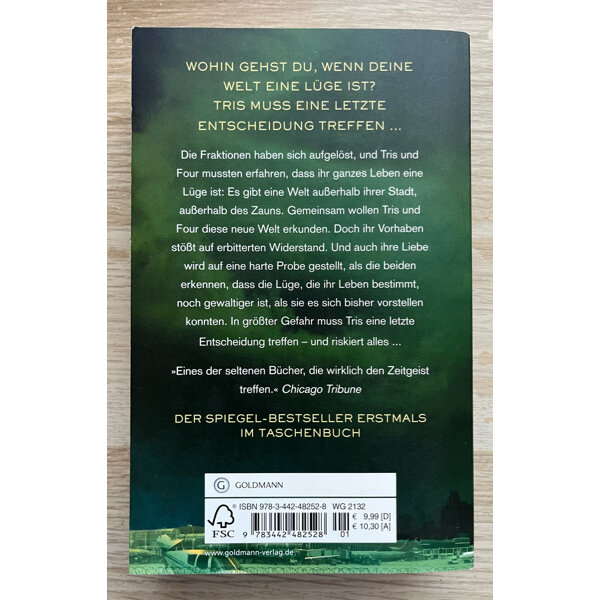 WOHIN GEHST DU, WENN DEINE
WELT EINE LÜGE IST?
TRIS MUSS EINE LETZTE
ENTSCHEIDUNG TREFFEN ...
Die Fraktionen haben sich aufgelöst, und Tris und
Four mussten erfahren, dass ihr ganzes Leben eine
Lüge ist: Es gibt eine Welt außerhalb ihrer Stadt,
außerhalb des Zauns. Gemeinsam wollen Tris und
Four diese neue Welt erkunden. Doch ihr Vorhaben
stößt auf erbitterten Widerstand. Und auch ihre Liebe
wird auf eine harte Probe gestellt, als die beiden
erkennen, dass die Lüge, die ihr Leben bestimmt,
noch gewaltiger ist, als sie es sich bisher vorstellen
konnten. In größter Gefahr muss Tris eine letzte
Entscheidung treffen – und riskiert alles ...
»Eines der seltenen Bücher, die wirklich den Zeitgeist
treffen.« Chicago Tribune
DER SPIEGEL-BESTSELLER ERSTMALS
IM TASCHENBUCH
G GOLDMANN
ISBN 978-3-442-48252-8 WG 2132
€ 9,99 [D]
€ 10,30 [A]
FSC
9 783442 482528
01
www.goldmann-verlag.de